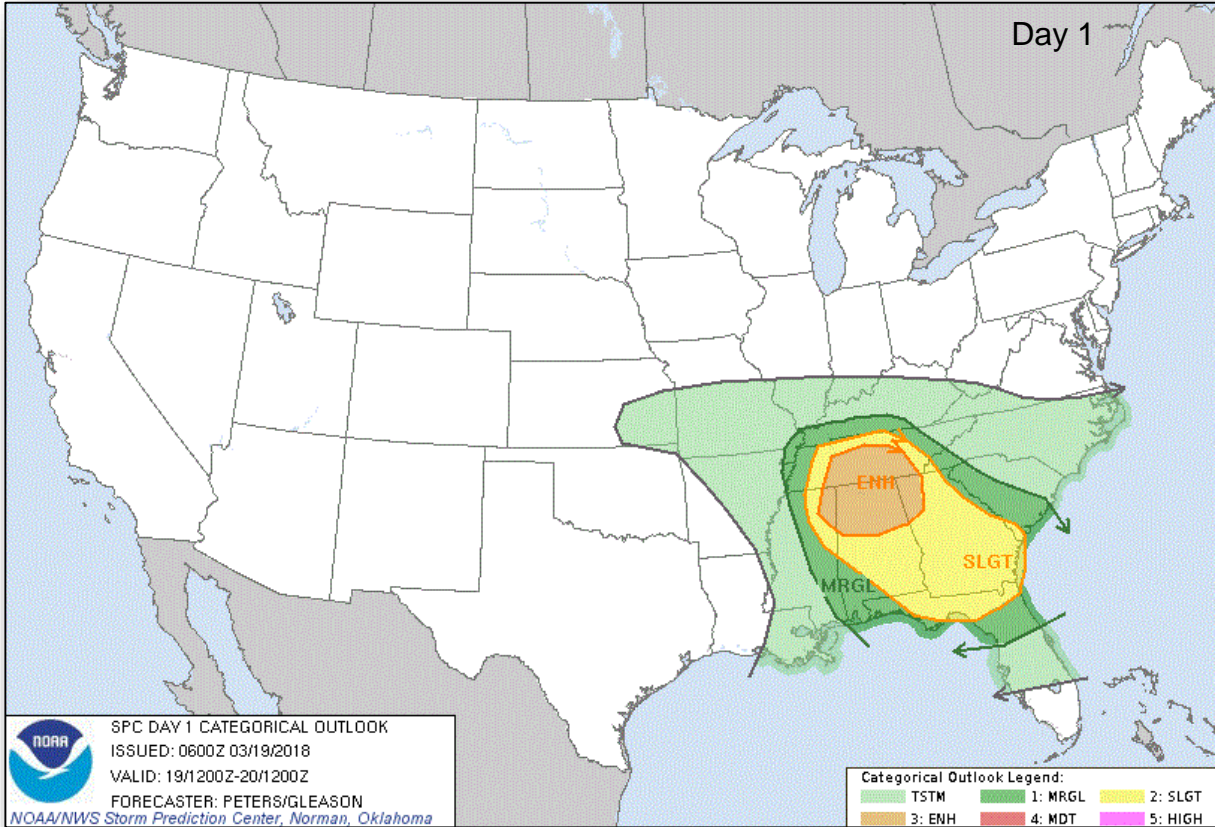 Day 1
ENH
SLGT
MRGL
NOAA
SPC DAY 1 CATEGORICAL OUTLOOK
ISSUED: 0600Z 03/19/2018
VALID: 19/1200Z-20/1200Z
FORECASTER: PETERS/GLEASON
NOAA/NWS Storm Prediction Center, Norman, Oklahoma
Categorical Outlook Legend:
TSTM 1: MRGL 2: SLGT
3: ENH 4: MDT 5: HIGH